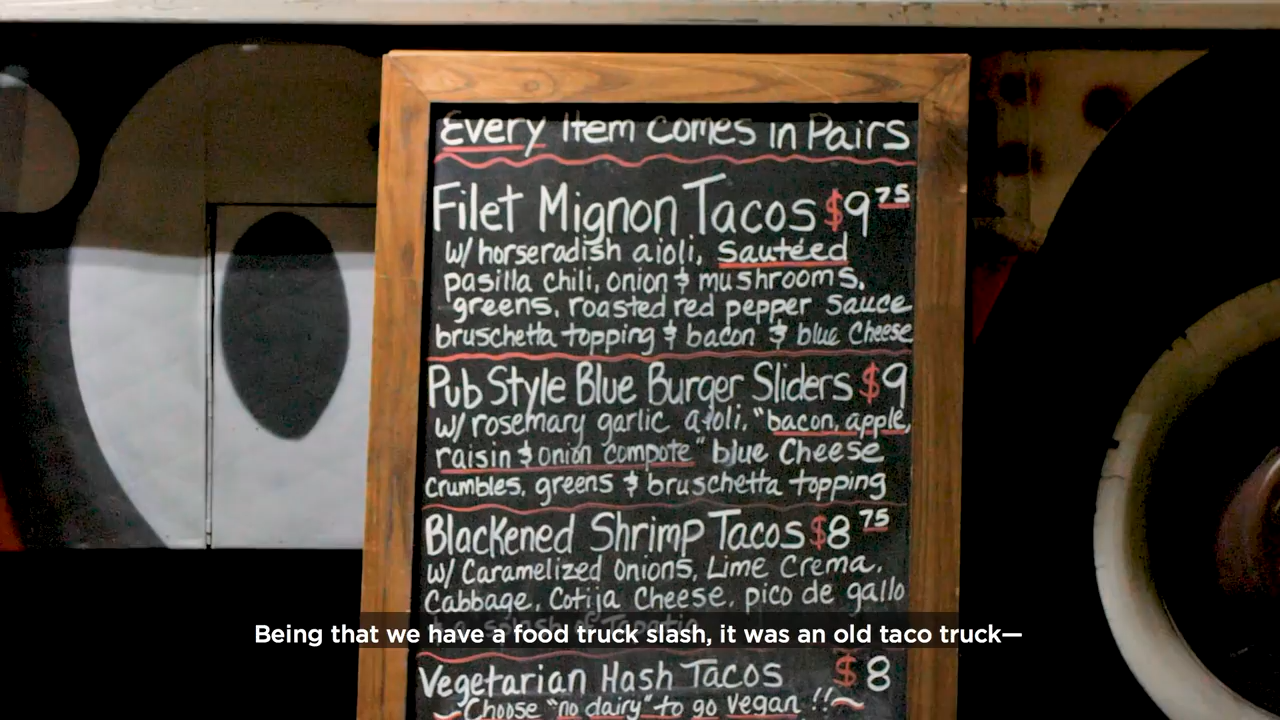 Every Item Comes in Pairs
Filet Mignon Tacos $9 75
w/ horseradish aioli, Sautéed
pasilla chili, onion & mushrooms,
greens, roasted red pepper Sauce
bruschetta topping & bacon & blue Cheese
Pub Style Blue Burger Sliders $9
w/ rosemary garlic aioli, "bacon, apple,
raisin & onion compote" blue Cheese
Crumbles, greens & bruschetta topping
Blackened Shrimp Tacos $8 75
w/ Caramelized Onions, Lime Crema,
Cabbage, Cotija Cheese, pico de gallo
Being that we have a food truck slash, it was an old taco truck—
Vegetarian Hash Tacos $8
~Choose "no dairy" to go vegan!!~